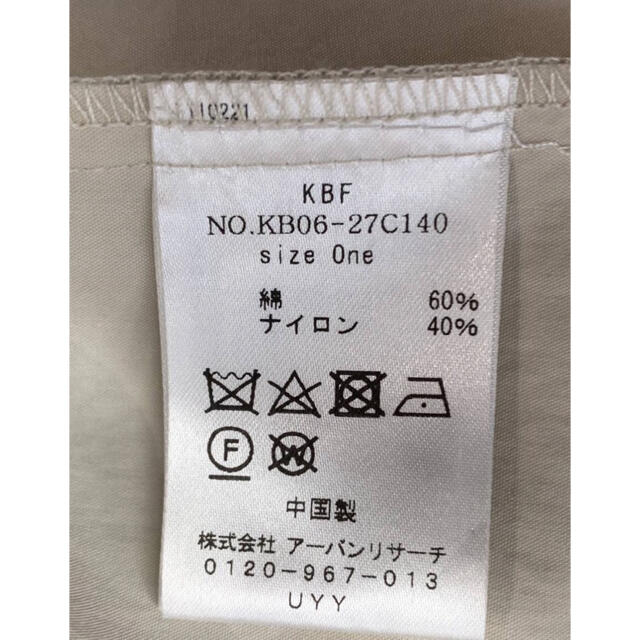 110221
KBF
NO.KB06-27C140
size One
綿 60%
ナイロン 40%
F W
中国製
株式会社 アーバンリサーチ
0120-967-013
UYY